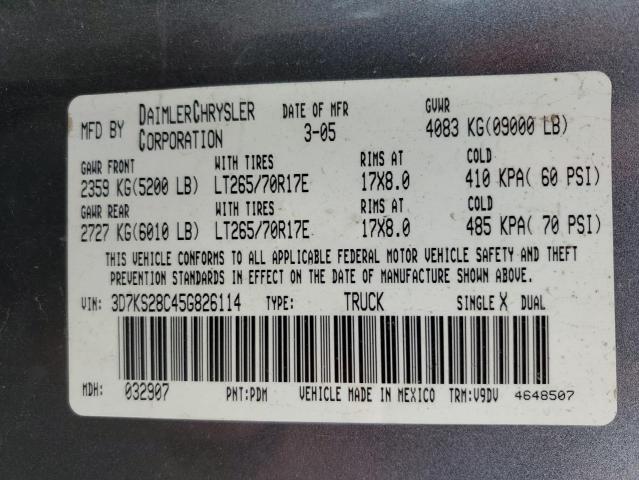 MFD BY DAIMLERCHRYSLER CORPORATION DATE OF MFR 3-05 GVWR 4083 KG(09000 LB)
GAWR FRONT WITH TIRES RIMS AT COLD
2359 KG(5200 LB) LT265/70R17E 17X8.0 410 KPA( 60 PSI)
GAWR REAR WITH TIRES RIMS AT COLD
2727 KG(6010 LB) LT265/70R17E 17X8.0 485 KPA( 70 PSI)
THIS VEHICLE CONFORMS TO ALL APPLICABLE FEDERAL MOTOR VEHICLE SAFETY AND THEFT
PREVENTION STANDARDS IN EFFECT ON THE DATE OF MANUFACTURE SHOWN ABOVE.
VIN: 3D7KS28C45G826114 TYPE: TRUCK SINGLE X DUAL
MDH: 032907 PNT:PDM VEHICLE MADE IN MEXICO TRM:V9DV 4648507